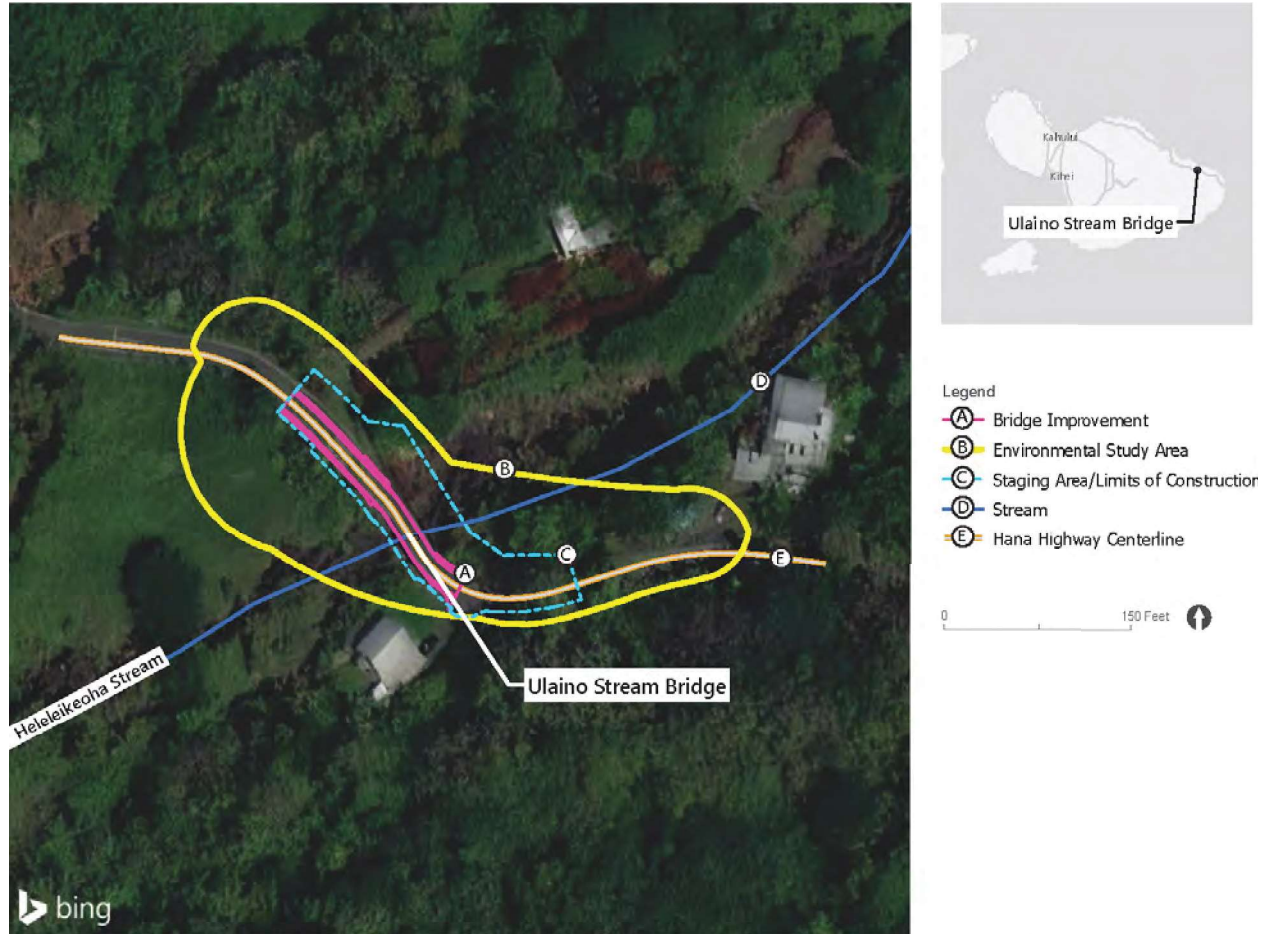 Kahului
Kihei
Ulaino Stream Bridge
D
B
C
E
A
Heleleikeoha Stream
Ulaino Stream Bridge
bing
Legend
A Bridge Improvement
B Environmental Study Area
C Staging Area/Limits of Construction
D Stream
E Hana Highway Centerline
0 150 Feet